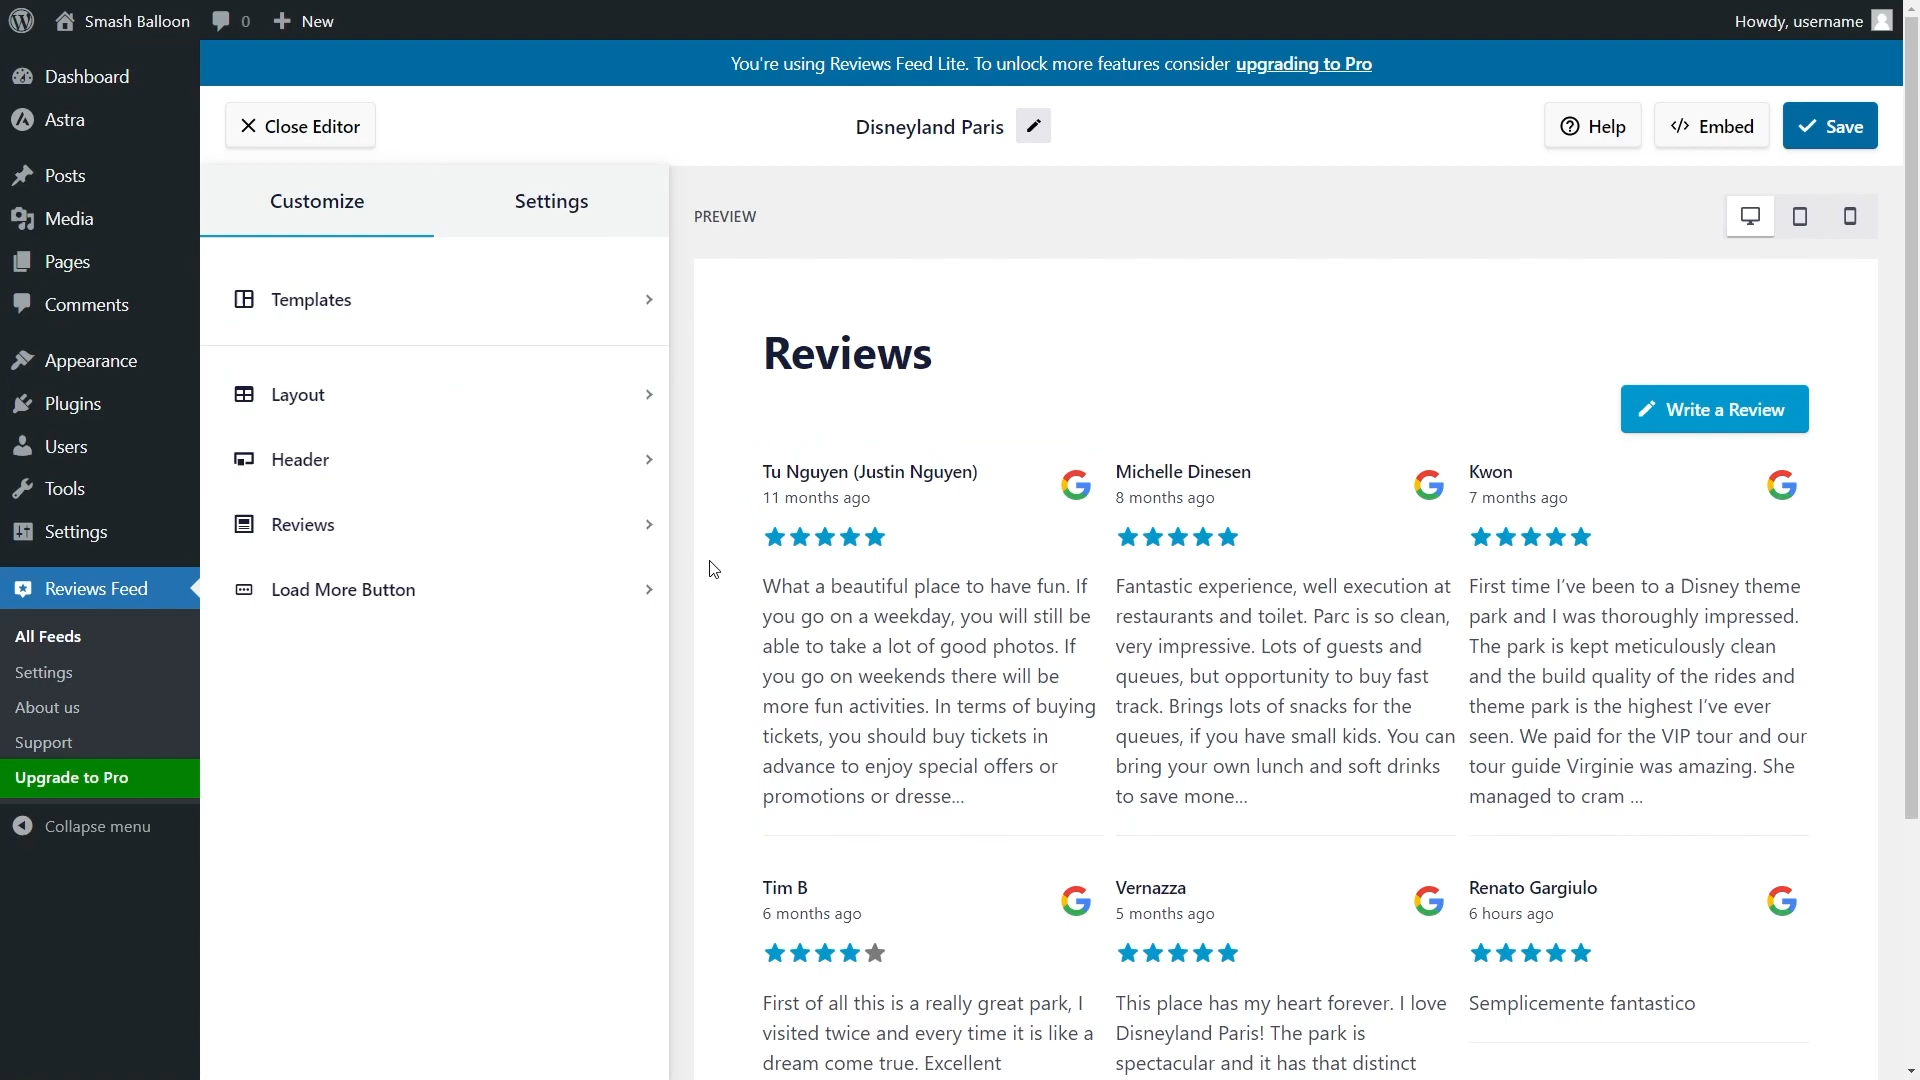 Smash Balloon 0 New Howdy, username
Dashboard
Astra
Posts
Media
Pages
Comments
Appearance
Plugins
Users
Tools
Settings
Reviews Feed
All Feeds
Settings
About us
Support
Upgrade to Pro
Collapse menu
You're using Reviews Feed Lite. To unlock more features consider upgrading to Pro
Close Editor
Disneyland Paris
Help
Embed
Save
Customize
Settings
Templates
Layout
Header
Reviews
Load More Button
PREVIEW
Reviews
Write a Review
Tu Nguyen (Justin Nguyen)
11 months ago
What a beautiful place to have fun. If
you go on a weekday, you will still be
able to take a lot of good photos. If
you go on weekends there will be
more fun activities. In terms of buying
tickets, you should buy tickets in
advance to enjoy special offers or
promotions or dresse...
Michelle Dinesen
8 months ago
Fantastic experience, well execution at
restaurants and toilet. Parc is so clean,
very impressive. Lots of guests and
queues, but opportunity to buy fast
track. Brings lots of snacks for the
queues, if you have small kids. You can
bring your own lunch and soft drinks
to save mone...
Kwon
7 months ago
First time I've been to a Disney theme
park and I was thoroughly impressed.
The park is kept meticulously clean
and the build quality of the rides and
theme park is the highest I've ever
seen. We paid for the VIP tour and our
tour guide Virginie was amazing. She
managed to cram ...
Tim B
6 months ago
First of all this is a really great park, I
visited twice and every time it is like a
dream come true. Excellent
Vernazza
5 months ago
This place has my heart forever. I love
Disneyland Paris! The park is
spectacular and it has that distinct
Renato Gargiulo
6 hours ago
Semplicemente fantastico